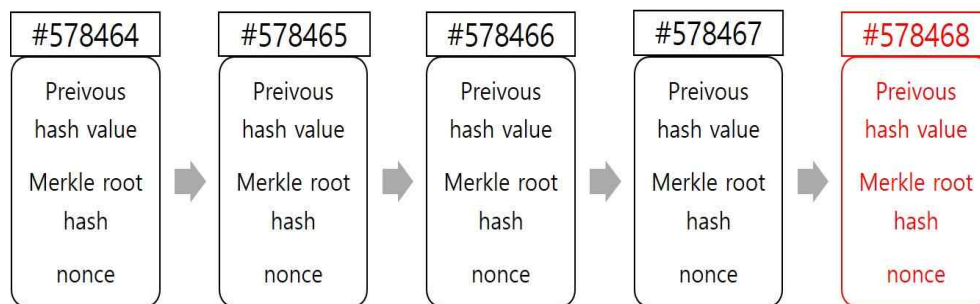 #578464
Preivous
hash value
Merkle root
hash
nonce
#578465
Preivous
hash value
Merkle root
hash
nonce
#578466
Preivous
hash value
Merkle root
hash
nonce
#578467
Preivous
hash value
Merkle root
hash
nonce
#578468
Preivous
hash value
Merkle root
hash
nonce